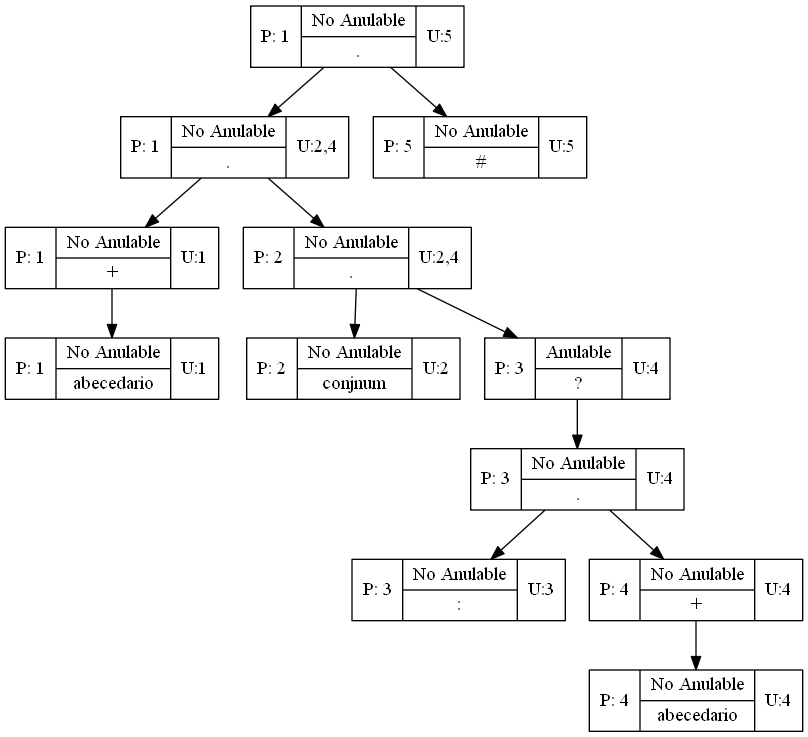 No Anulable
P: 1 U:5
.
No Anulable No Anulable
P: 1 U:2,4 P: 5 U:5
. #
No Anulable No Anulable
P: 1 U:1 P: 2 U:2,4
+ .
No Anulable No Anulable Anulable
P: 1 U:1 P: 2 U:2 P: 3 U:4
abecedario conjnum ?
No Anulable
P: 3 U:4
.
No Anulable No Anulable
P: 3 U:3 P: 4 U:4
: +
No Anulable
P: 4 U:4
abecedario